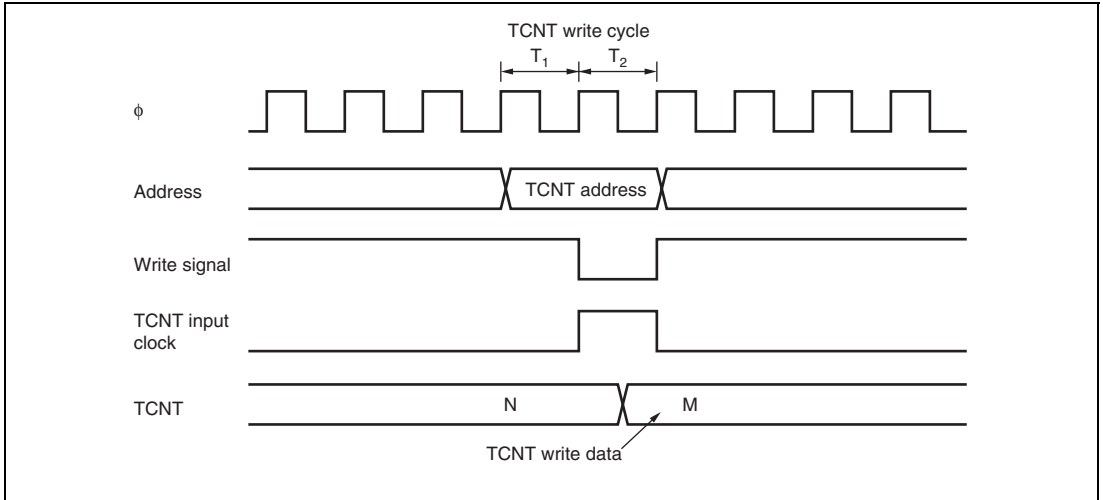 TCNT write cycle
T1 T2
ϕ
Address
TCNT address
Write signal
TCNT input
clock
TCNT
N
M
TCNT write data